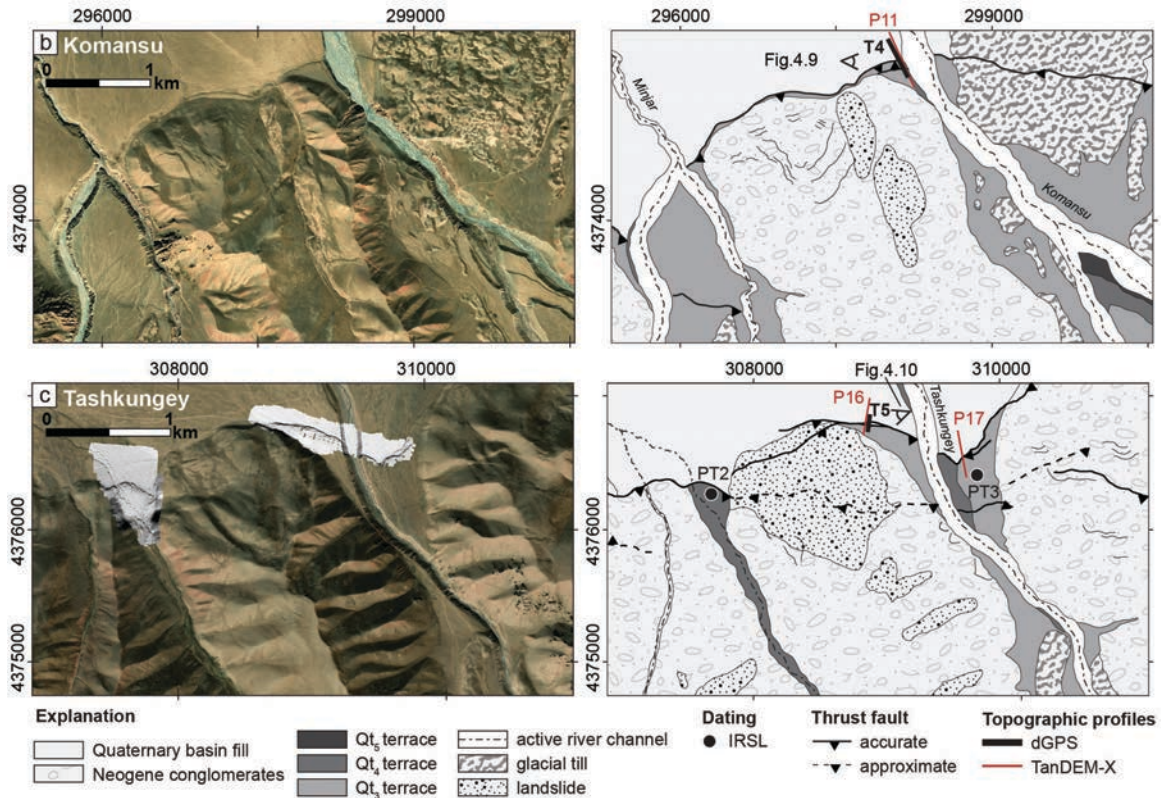 296000 299000 296000 299000
b Komansu
0 1
km
4374000
P11
T4
Fig.4.9
Minjar
Komansu
4374000
308000 310000 308000 Fig.4.10 310000
c Tashkungey
0 1
km
4376000
4375000
P16
T5
Tashkungey
P17
PT2
PT3
4376000
4375000
Explanation
Quaternary basin fill
Neogene conglomerates
Qt5 terrace
Qt4 terrace
Qt3 terrace
active river channel
glacial till
landslide
Dating
IRSL
Thrust fault
accurate
approximate
Topographic profiles
dGPS
TanDEM-X